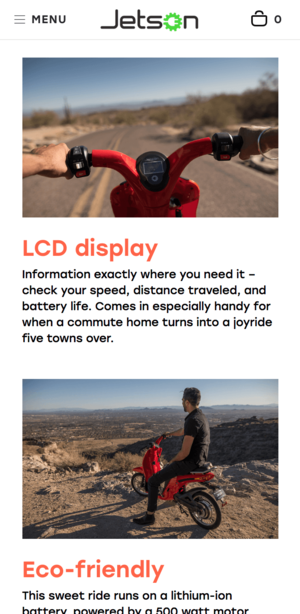 MENU
Jetson
0
LCD display
Information exactly where you need it –
check your speed, distance traveled, and
battery life. Comes in especially handy for
when a commute home turns into a joyride
five towns over.
Eco-friendly
This sweet ride runs on a lithium-ion
battery, powered by a 500 watt motor